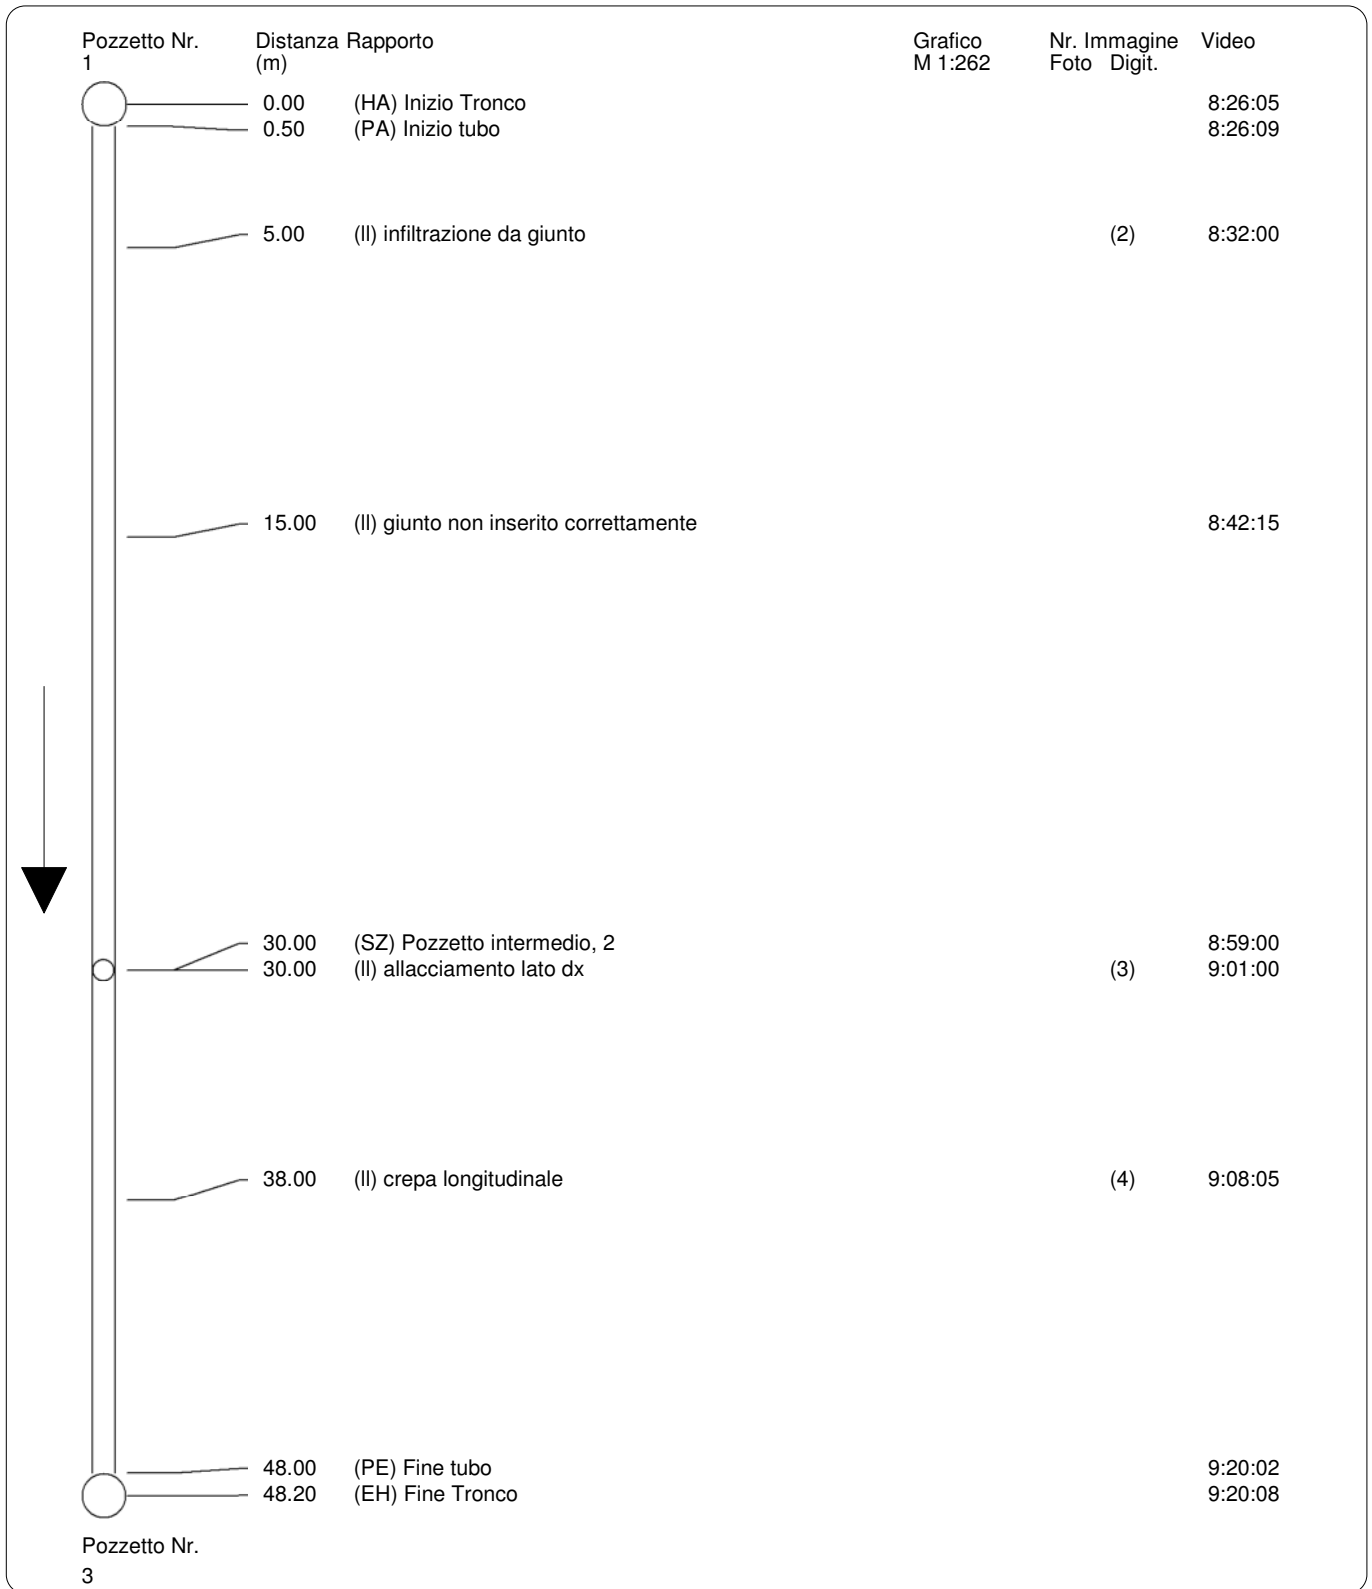 Pozzetto Nr. Distanza Rapporto Grafico Nr. Immagine Video
1 (m) M 1:262 Foto Digit.
0.00 (HA) Inizio Tronco 8:26:05
0.50 (PA) Inizio tubo 8:26:09
5.00 (II) infiltrazione da giunto (2) 8:32:00
15.00 (II) giunto non inserito correttamente 8:42:15
30.00 (SZ) Pozzetto intermedio, 2 8:59:00
30.00 (II) allacciamento lato dx (3) 9:01:00
38.00 (II) crepa longitudinale (4) 9:08:05
48.00 (PE) Fine tubo 9:20:02
48.20 (EH) Fine Tronco 9:20:08
Pozzetto Nr.
3